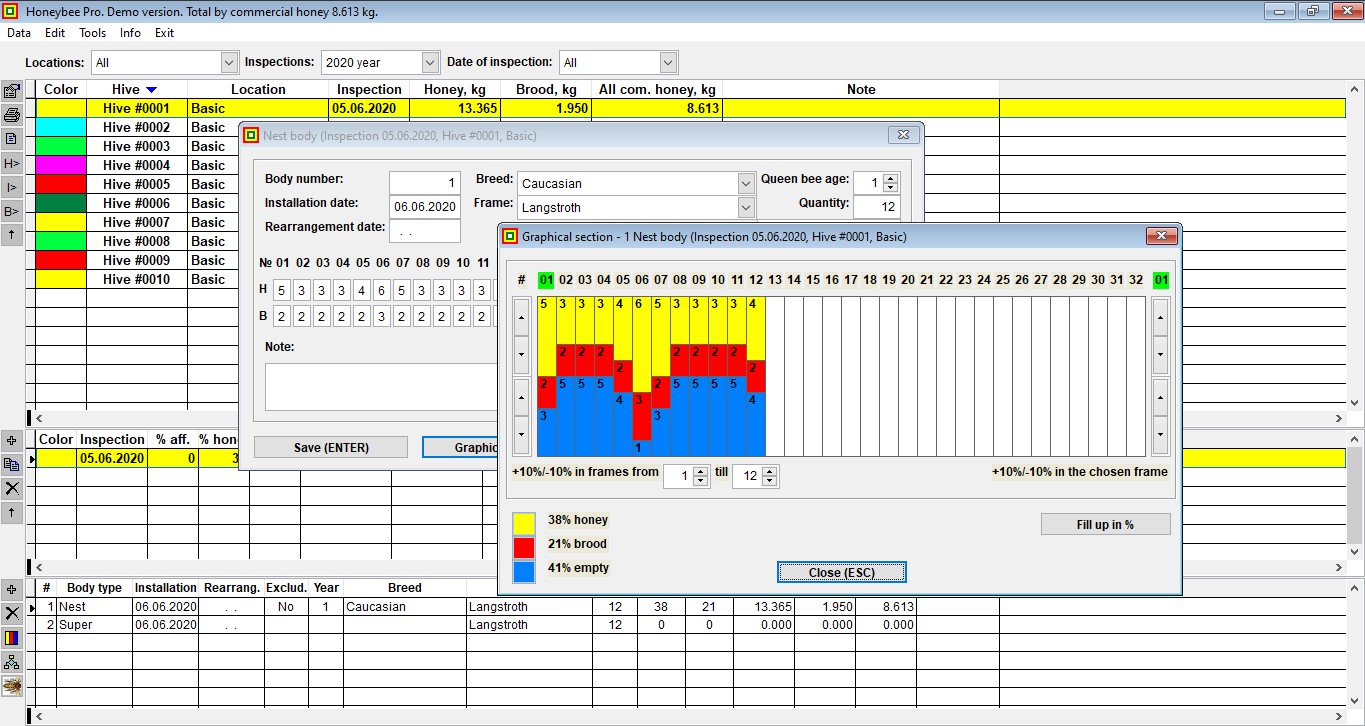 Honeybee Pro. Demo version. Total by commercial honey 8.613 kg.
Data Edit Tools Info Exit
Locations: All Inspections: 2020 year Date of inspection: All
Color Hive Location Inspection Honey, kg Brood, kg All com. honey, kg Note
Hive #0001 Basic 05.06.2020 13.365 1.950 8.613
Hive #0002 Basic
Hive #0003 Basic
Hive #0004 Basic
Hive #0005 Basic
Hive #0006 Basic
Hive #0007 Basic
Hive #0008 Basic
Hive #0009 Basic
Hive #0010 Basic
H>
|>
B>
Nest body (Inspection 05.06.2020, Hive #0001, Basic)
Body number: 1 Breed: Caucasian Queen bee age: 1
Installation date: 06.06.2020 Frame: Langstroth Quantity: 12
Rearrangement date: . .
№ 01 02 03 04 05 06 07 08 09 10 11
H 5 3 3 3 4 6 5 3 3 3 3
B 2 2 2 2 2 3 2 2 2 2 2
Note:
Save (ENTER) Graphic
Graphical section - 1 Nest body (Inspection 05.06.2020, Hive #0001, Basic)
# 01 02 03 04 05 06 07 08 09 10 11 12 13 14 15 16 17 18 19 20 21 22 23 24 25 26 27 28 29 30 31 32 01
5 3 3 3 4 6 5 3 3 3 3 4
2 2 2 2 2 3 2 2 2 2 2 2
3 5 5 5 4 1 3 5 5 5 5 4
+10%/-10% in frames from 1 till 12 +10%/-10% in the chosen frame
38% honey
21% brood
41% empty
Fill up in %
Close (ESC)
Color Inspection % aff. % hon
05.06.2020 0 3
# Body type Installation Rearrang. Exclud. Year Breed
1 Nest 06.06.2020 . . No 1 Caucasian Langstroth 12 38 21 13.365 1.950 8.613
2 Super 06.06.2020 . . Langstroth 12 0 0 0.000 0.000 0.000